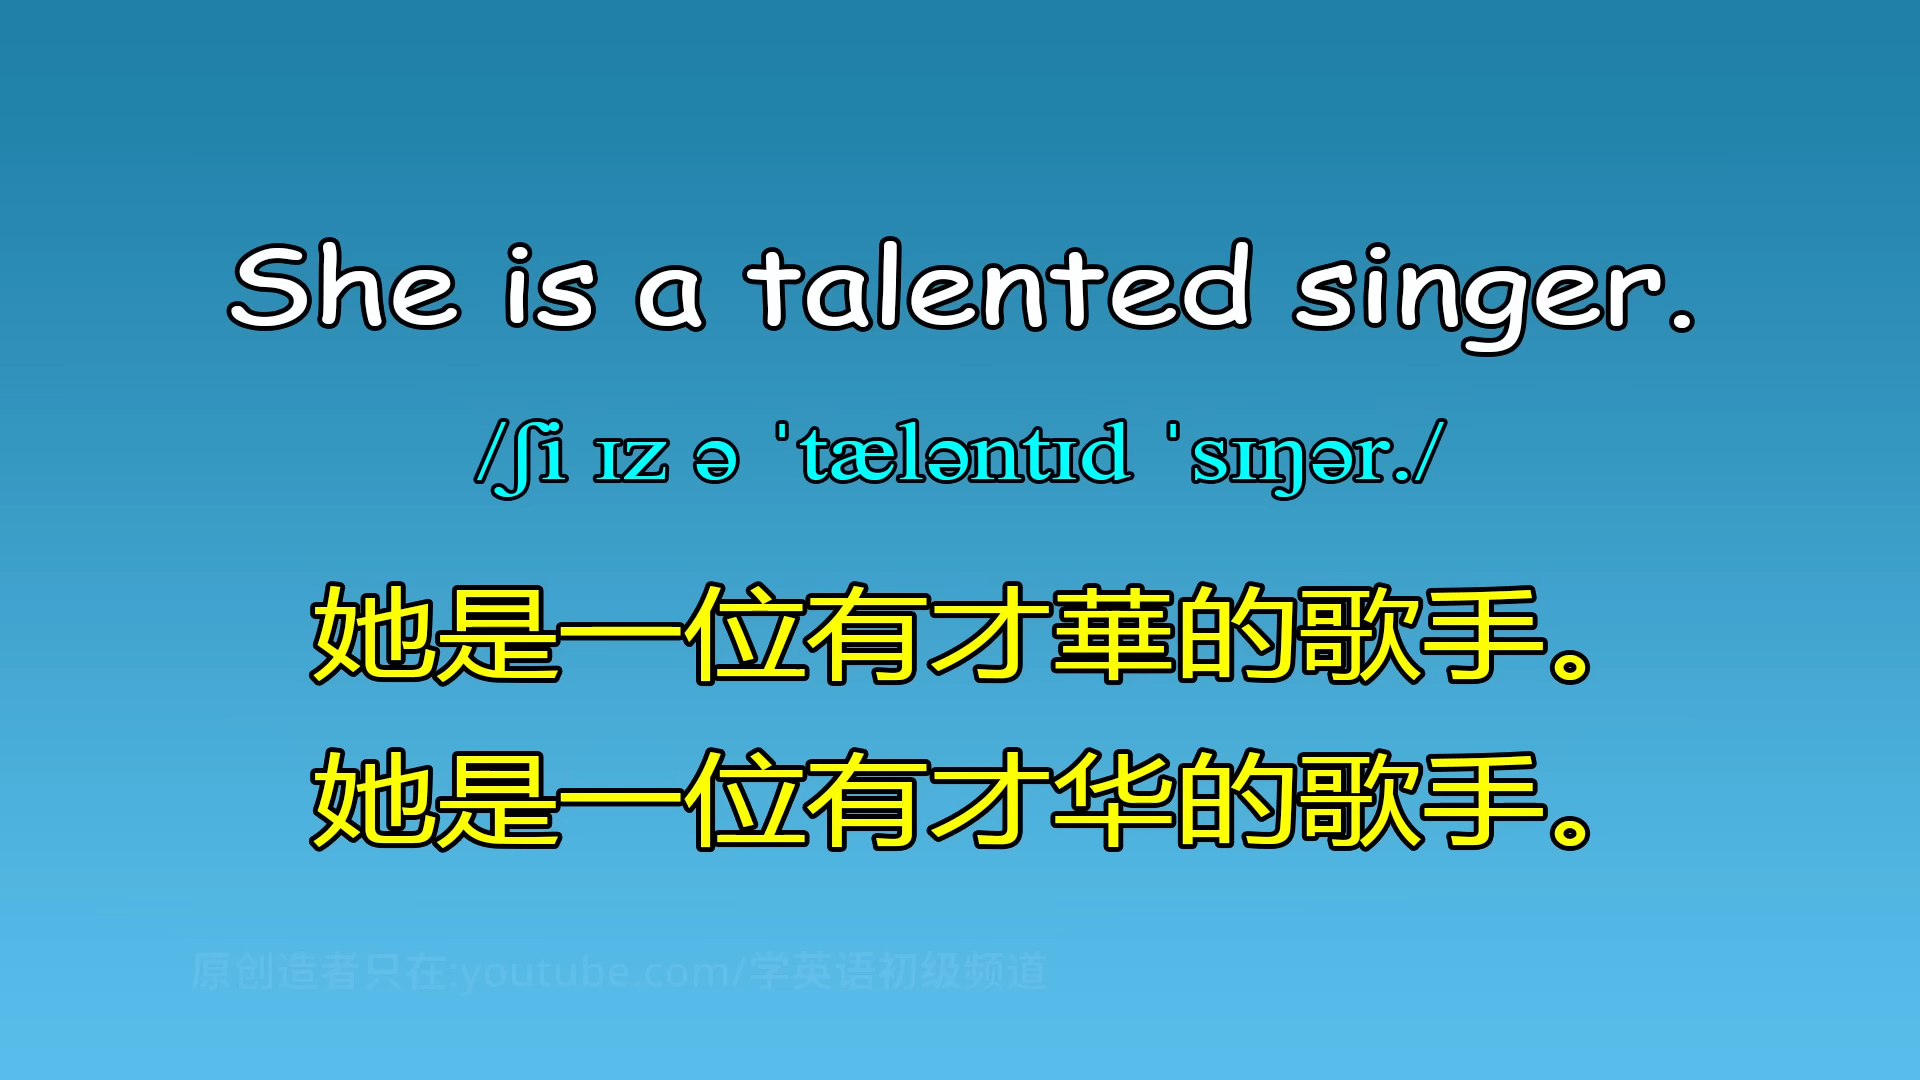 She is a talented singer.
/ʃi ɪz ə ˈtæləntɪd ˈsɪŋər./
她是一位有才華的歌手。
她是一位有才华的歌手。
原创造者只在:youtube.com/学英语初级频道